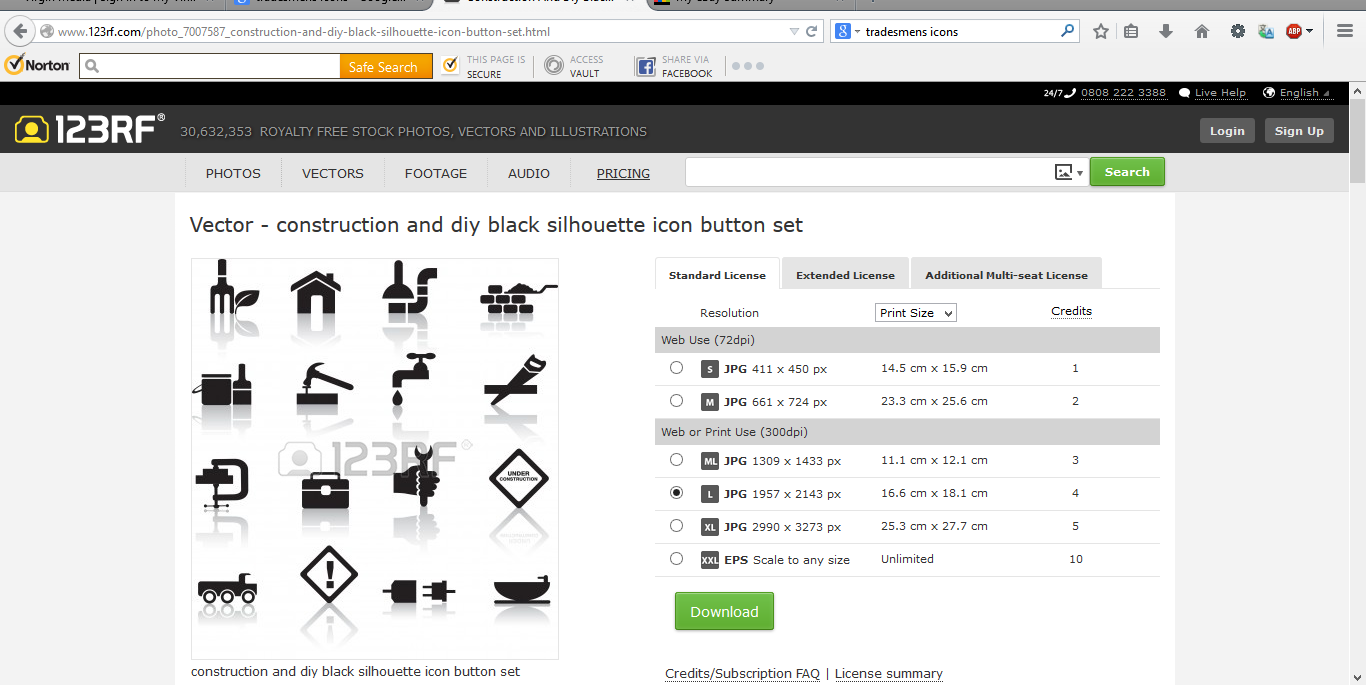 www.123rf.com/photo_7007587_construction-and-diy-black-silhouette-icon-button-set.html
tradesmens icons
ABP
Norton
Safe Search
THIS PAGE IS
SECURE
ACCESS
VAULT
SHARE VIA
FACEBOOK
24/7 0808 222 3388 Live Help English
123RF® 30,632,353 ROYALTY FREE STOCK PHOTOS, VECTORS AND ILLUSTRATIONS Login Sign Up
PHOTOS VECTORS FOOTAGE AUDIO PRICING Search
Vector - construction and diy black silhouette icon button set
123RF®
UNDER
CONSTRUCTION
!
construction and diy black silhouette icon button set
Standard License Extended License Additional Multi-seat License
Resolution Print Size Credits
Web Use (72dpi)
S JPG 411 x 450 px 14.5 cm x 15.9 cm 1
M JPG 661 x 724 px 23.3 cm x 25.6 cm 2
Web or Print Use (300dpi)
ML JPG 1309 x 1433 px 11.1 cm x 12.1 cm 3
L JPG 1957 x 2143 px 16.6 cm x 18.1 cm 4
XL JPG 2990 x 3273 px 25.3 cm x 27.7 cm 5
XXL EPS Scale to any size Unlimited 10
Download
Credits/Subscription FAQ | License summary